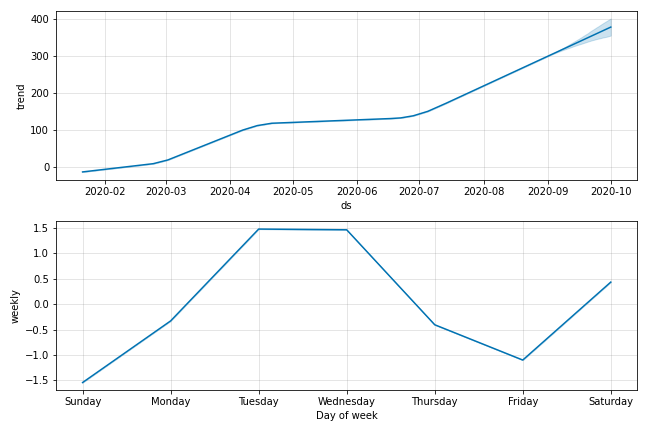 400
300
200
100
0
trend
2020-02 2020-03 2020-04 2020-05 2020-06 2020-07 2020-08 2020-09 2020-10
ds
1.5
1.0
0.5
0.0
−0.5
−1.0
−1.5
weekly
Sunday Monday Tuesday Wednesday Thursday Friday Saturday
Day of week